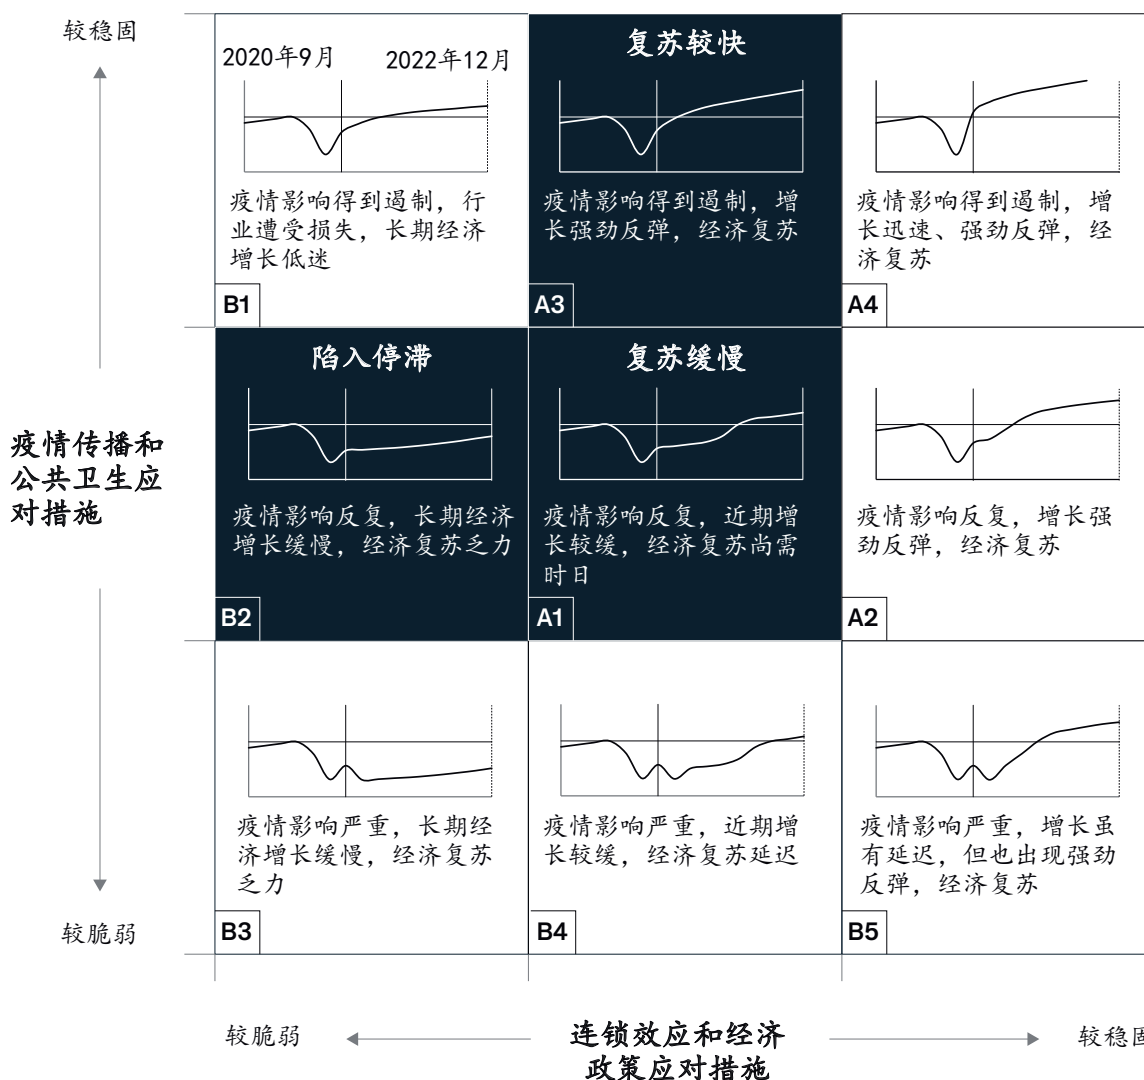 较稳固
2020年9月
2022年12月
疫情影响得到遏制，行
业遭受损失，长期经济
增长低迷
B1
复苏较快
疫情影响得到遏制，增
长强劲反弹，经济复苏
A3
疫情影响得到遏制，增
长迅速、强劲反弹，经
济复苏
A4
疫情传播和
公共卫生应
对措施
陷入停滞
疫情影响反复，长期经济
增长缓慢，经济复苏乏力
B2
复苏缓慢
疫情影响反复，近期增
长较缓，经济复苏尚需
时日
A1
疫情影响反复，增长强
劲反弹，经济复苏
A2
疫情影响严重，长期经
济增长缓慢，经济复苏
乏力
B3
疫情影响严重，近期增
长较缓，经济复苏延迟
B4
疫情影响严重，增长虽
有延迟，但也出现强劲
反弹，经济复苏
B5
较脆弱
较脆弱
连锁效应和经济
政策应对措施
较稳固